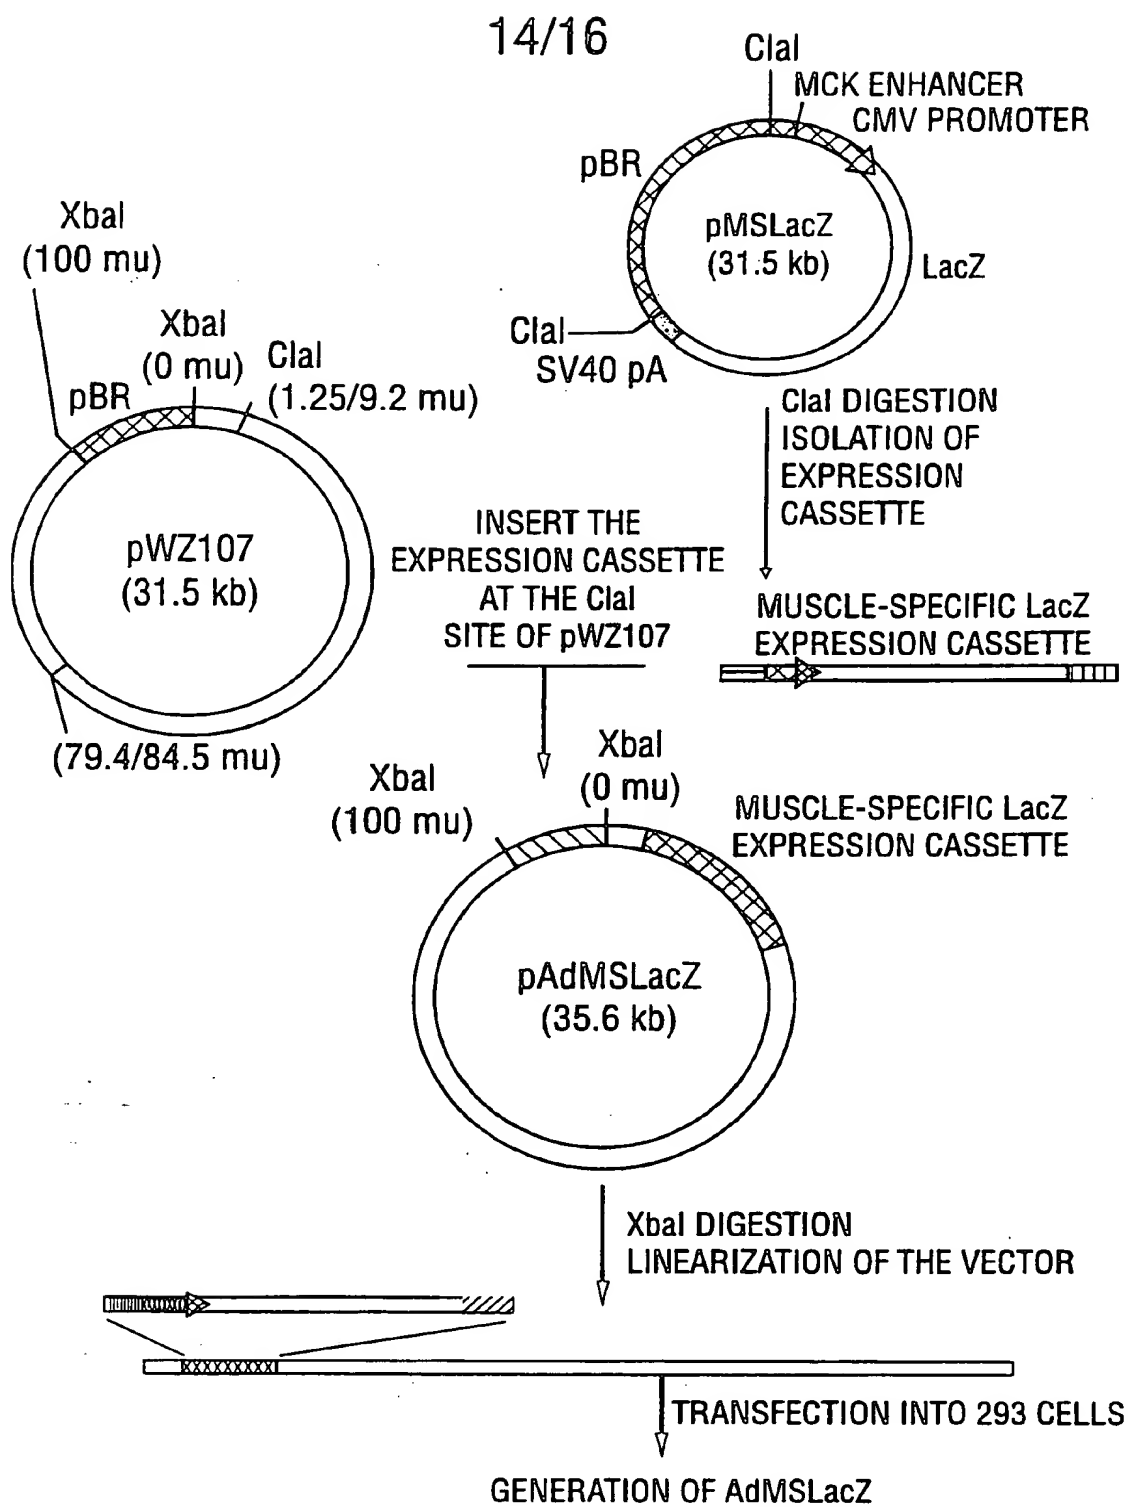 14/16
ClaI
MCK ENHANCER
CMV PROMOTER
pBR
pMSLacZ
(31.5 kb)
LacZ
ClaI
SV40 pA
XbaI
(100 mu)
XbaI
(0 mu)
ClaI
(1.25/9.2 mu)
pBR
pWZ107
(31.5 kb)
(79.4/84.5 mu)
ClaI DIGESTION
ISOLATION OF
EXPRESSION
CASSETTE
INSERT THE
EXPRESSION CASSETTE
AT THE ClaI
SITE OF pWZ107
MUSCLE-SPECIFIC LacZ
EXPRESSION CASSETTE
XbaI
(100 mu)
XbaI
(0 mu)
MUSCLE-SPECIFIC LacZ
EXPRESSION CASSETTE
pAdMSLacZ
(35.6 kb)
XbaI DIGESTION
LINEARIZATION OF THE VECTOR
TRANSFECTION INTO 293 CELLS
GENERATION OF AdMSLacZ